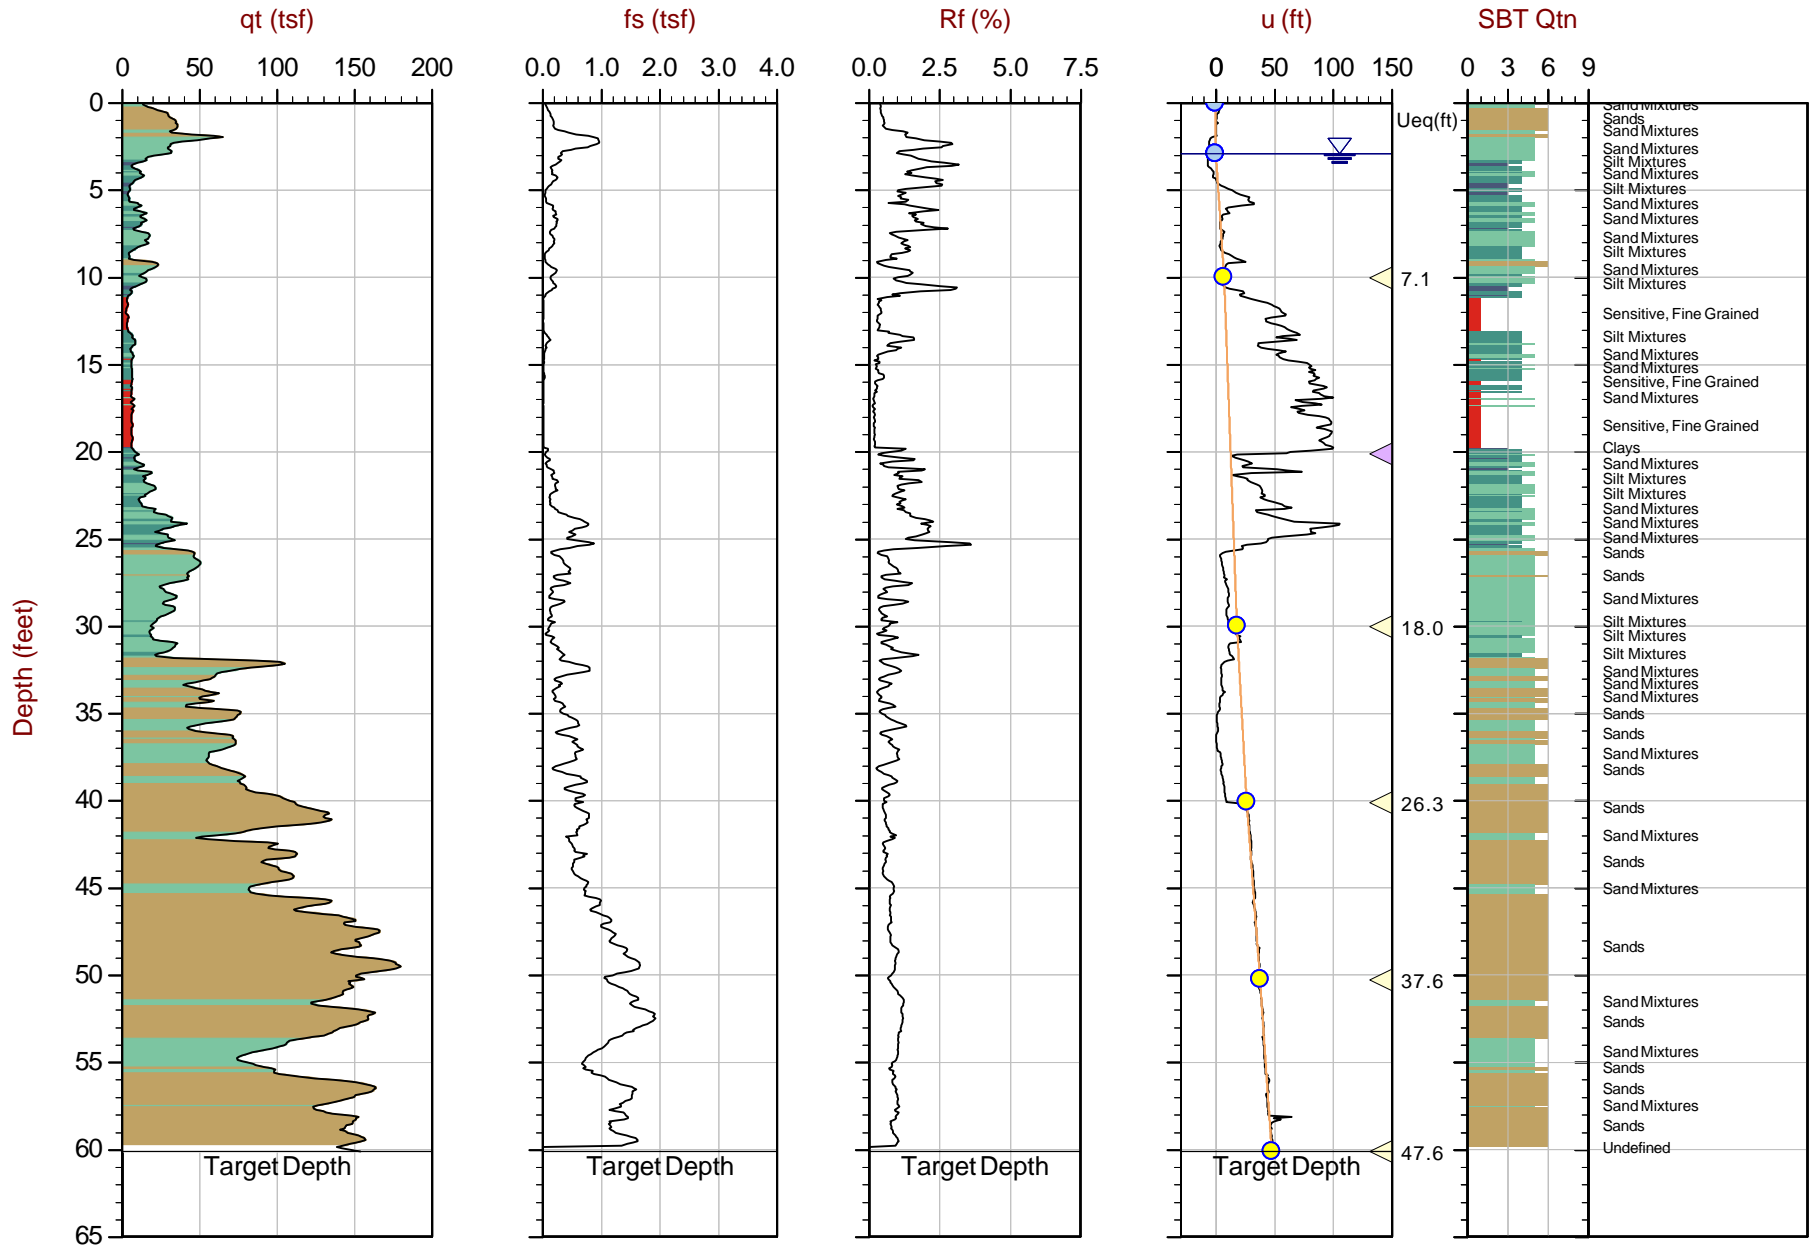 qt (tsf) fs (tsf) Rf (%) u (ft) SBT Qtn
0 50 100 150 200 0.0 1.0 2.0 3.0 4.0 0.0 2.5 5.0 7.5 0 50 100 150 0 3 6 9
Depth (feet)
0
5
10
15
20
25
30
35
40
45
50
55
60
65
Target Depth
Target Depth
Target Depth
Target Depth
Ueq(ft)
7.1
18.0
26.3
37.6
47.6
Sand Mixtures
Sands
Sand Mixtures
Sand Mixtures
Silt Mixtures
Sand Mixtures
Silt Mixtures
Sand Mixtures
Sand Mixtures
Sand Mixtures
Silt Mixtures
Sand Mixtures
Silt Mixtures
Sensitive, Fine Grained
Silt Mixtures
Sand Mixtures
Sand Mixtures
Sensitive, Fine Grained
Sand Mixtures
Sensitive, Fine Grained
Clays
Sand Mixtures
Silt Mixtures
Silt Mixtures
Sand Mixtures
Sand Mixtures
Sand Mixtures
Sands
Sands
Sand Mixtures
Silt Mixtures
Silt Mixtures
Silt Mixtures
Sand Mixtures
Sand Mixtures
Sand Mixtures
Sands
Sands
Sand Mixtures
Sands
Sands
Sand Mixtures
Sands
Sand Mixtures
Sands
Sand Mixtures
Sands
Sand Mixtures
Sands
Sands
Sand Mixtures
Sands
Undefined